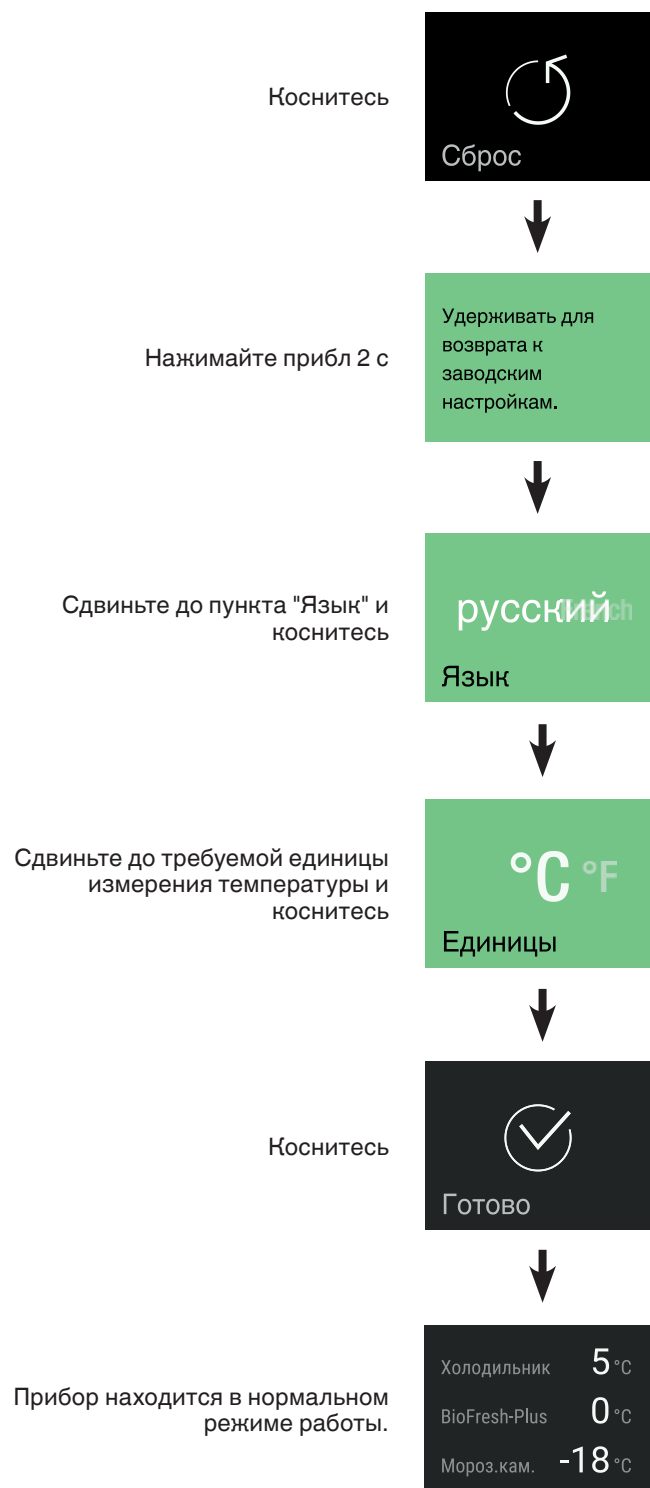 Коснитесь
Сброс
Нажимайте прибл 2 с
Удерживать для
возврата к
заводским
настройкам.
Сдвиньте до пункта "Язык" и
коснитесь
русский French
Язык
Сдвиньте до требуемой единицы
измерения температуры и
коснитесь
°C °F
Единицы
Коснитесь
Готово
Прибор находится в нормальном
режиме работы.
Холодильник 5 °C
BioFresh-Plus 0 °C
Мороз.кам. -18 °C